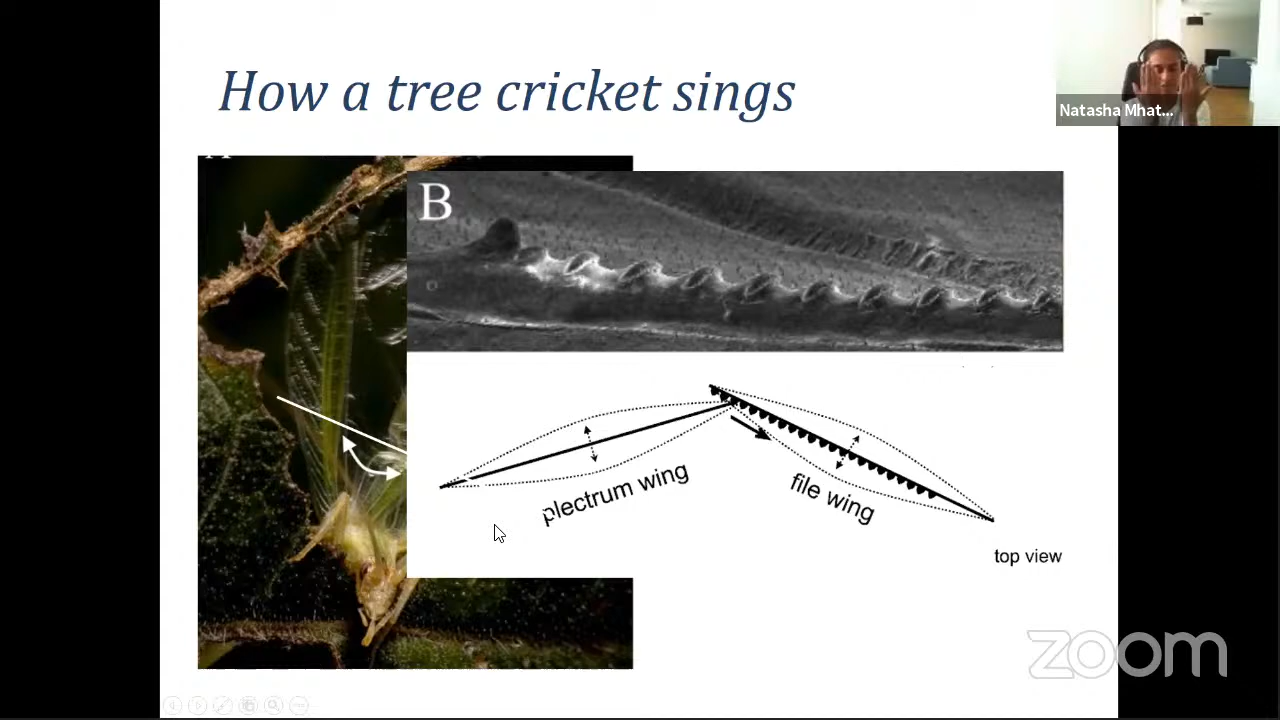 How a tree cricket sings
Natasha Mhat...
B
plectrum wing
file wing
top view
zoom